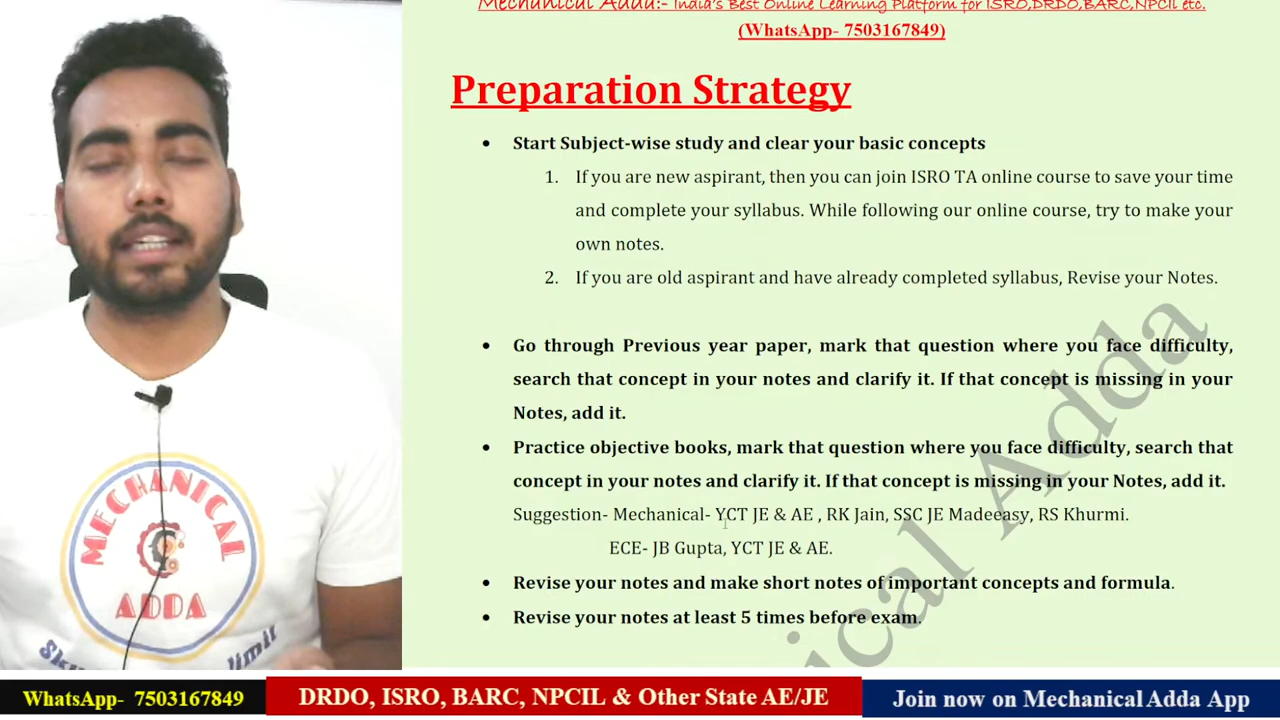 Mechanical Adda:- India's Best Online Learning Platform for ISRO,DRDO,BARC,NPCIL etc.
(WhatsApp- 7503167849)
Preparation Strategy
• Start Subject-wise study and clear your basic concepts
1. If you are new aspirant, then you can join ISRO TA online course to save your time
and complete your syllabus. While following our online course, try to make your
own notes.
2. If you are old aspirant and have already completed syllabus, Revise your Notes.
• Go through Previous year paper, mark that question where you face difficulty,
search that concept in your notes and clarify it. If that concept is missing in your
Notes, add it.
• Practice objective books, mark that question where you face difficulty, search that
concept in your notes and clarify it. If that concept is missing in your Notes, add it.
Suggestion- Mechanical- YCT JE & AE , RK Jain, SSC JE Madeeasy, RS Khurmi.
ECE- JB Gupta, YCT JE & AE.
• Revise your notes and make short notes of important concepts and formula.
• Revise your notes at least 5 times before exam.
ical Adda
MECHANICAL
ADDA
limit
WhatsApp- 7503167849
DRDO, ISRO, BARC, NPCIL & Other State AE/JE
Join now on Mechanical Adda App